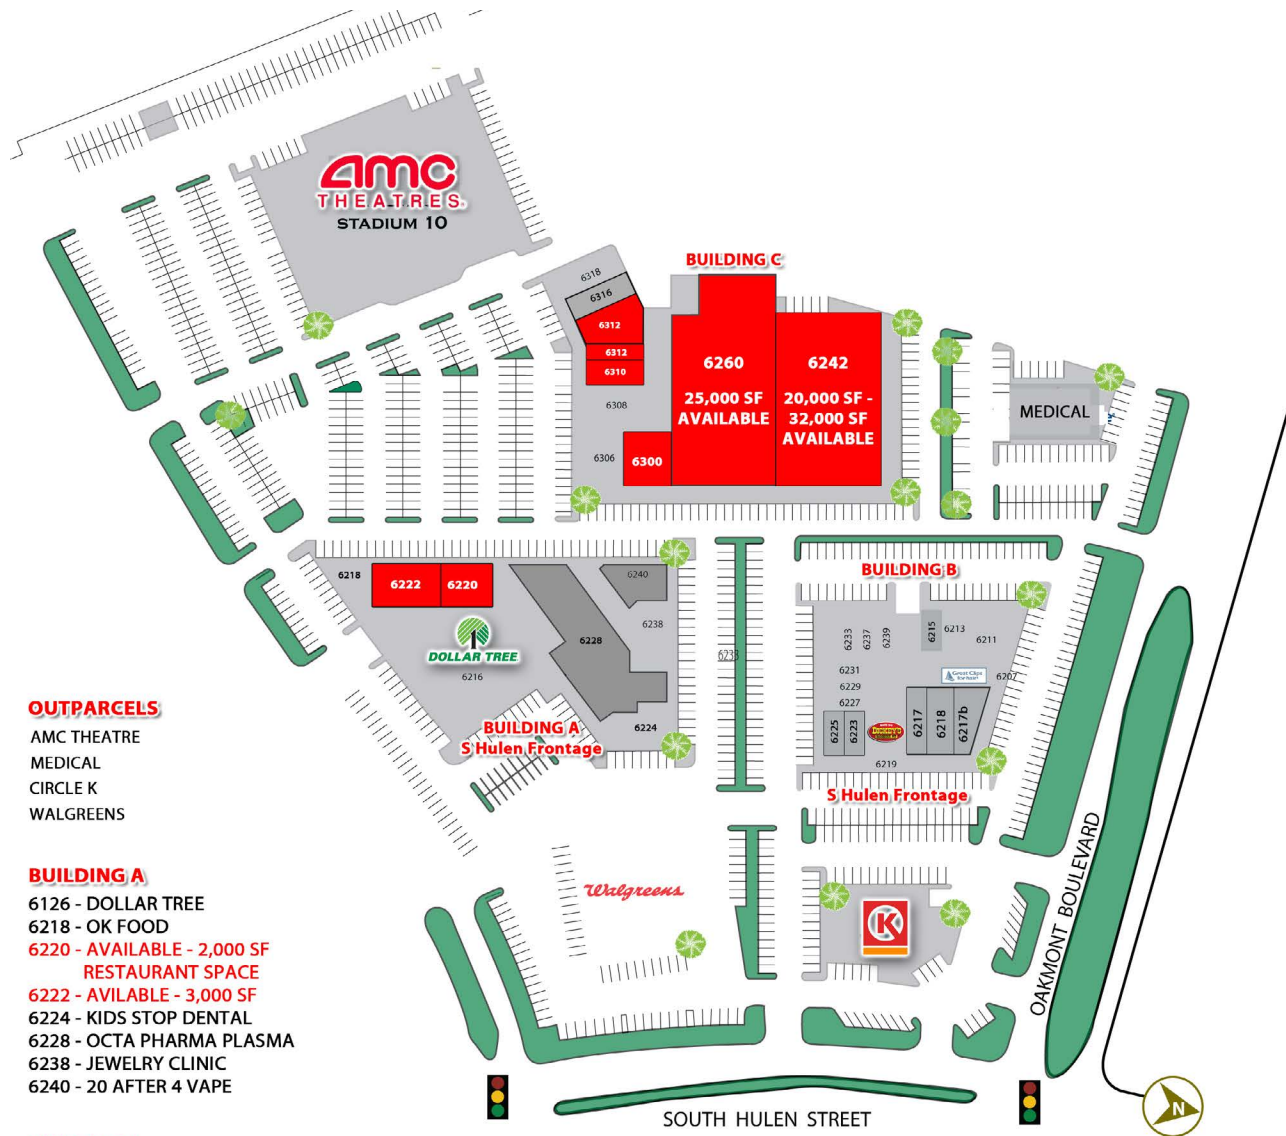 AMC
THEATRES
STADIUM 10
BUILDING C
6318
6316
6312
6312
6310
6308
6306
6300
6260
25,000 SF
AVAILABLE
6242
20,000 SF -
32,000 SF
AVAILABLE
MEDICAL
6218
6222
6220
DOLLAR TREE
6216
6228
6240
6238
6224
BUILDING A
S Hulen Frontage
6233
BUILDING B
6233
6237
6239
6215
6213
6211
6231
6229
6227
Great Clips
6207
6225
6223
6217
6218
6217b
6219
S Hulen Frontage
Walgreens
K
OAKMONT BOULEVARD
SOUTH HULEN STREET
N
OUTPARCELS
AMC THEATRE
MEDICAL
CIRCLE K
WALGREENS
BUILDING A
6126 - DOLLAR TREE
6218 - OK FOOD
6220 - AVAILABLE - 2,000 SF
RESTAURANT SPACE
6222 - AVILABLE - 3,000 SF
6224 - KIDS STOP DENTAL
6228 - OCTA PHARMA PLASMA
6238 - JEWELRY CLINIC
6240 - 20 AFTER 4 VAPE